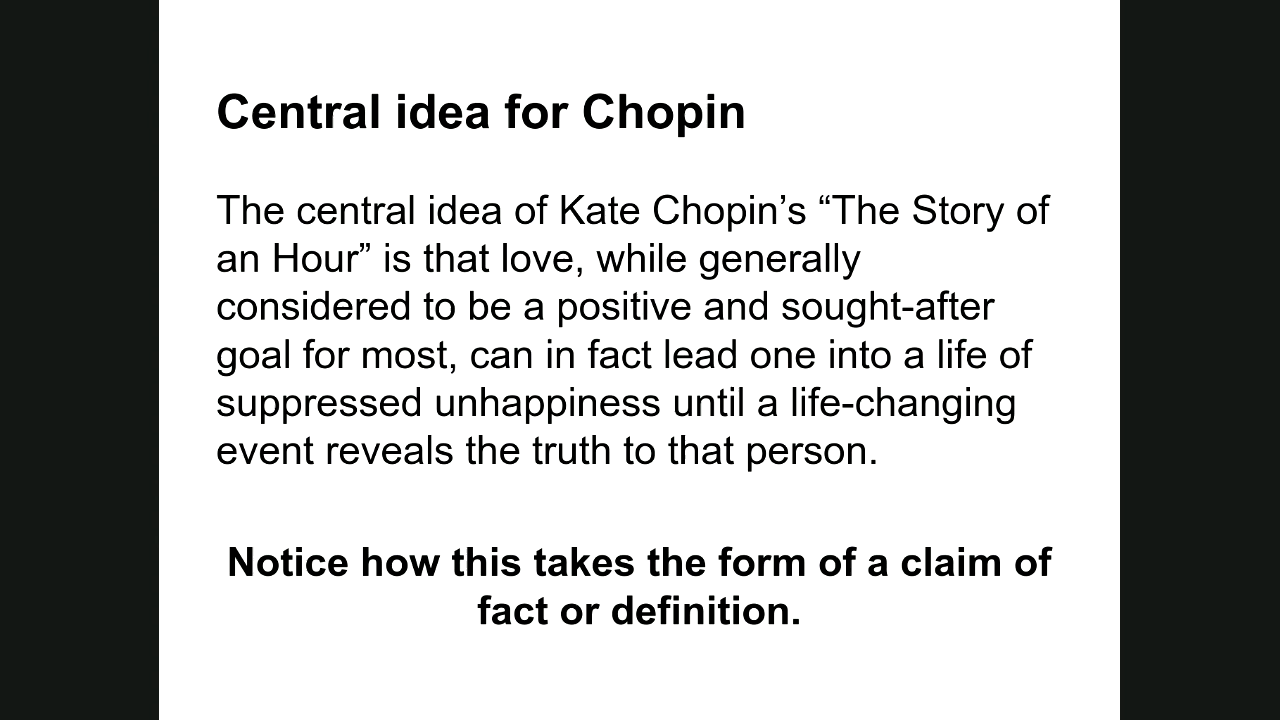 Central idea for Chopin
The central idea of Kate Chopin’s “The Story of
an Hour” is that love, while generally
considered to be a positive and sought-after
goal for most, can in fact lead one into a life of
suppressed unhappiness until a life-changing
event reveals the truth to that person.
Notice how this takes the form of a claim of
fact or definition.